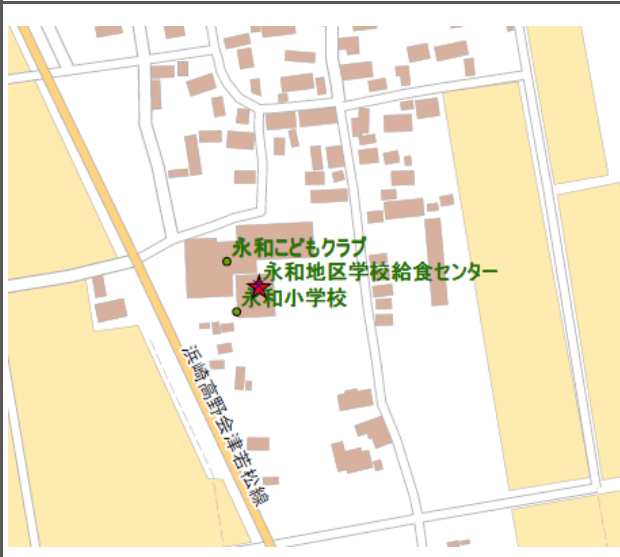 永和こどもクラブ
永和地区学校給食センター
永和小学校
浜崎高野会津若松線